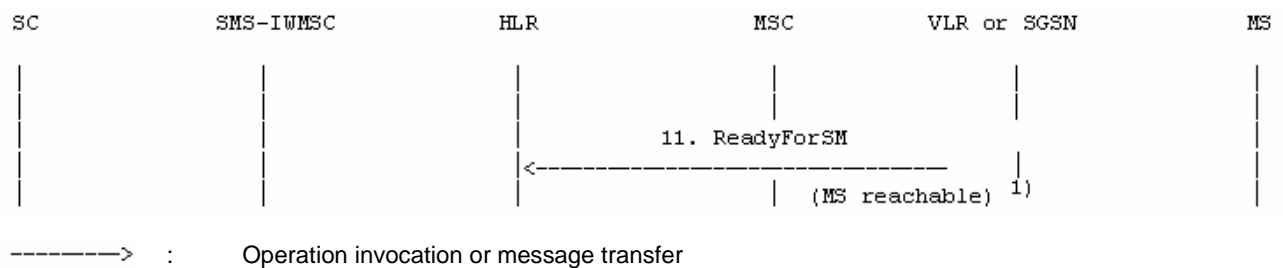 SC SMS-IWMSC HLR MSC VLR or SGSN MS
11. ReadyForSM
(MS reachable) 1)
: Operation invocation or message transfer